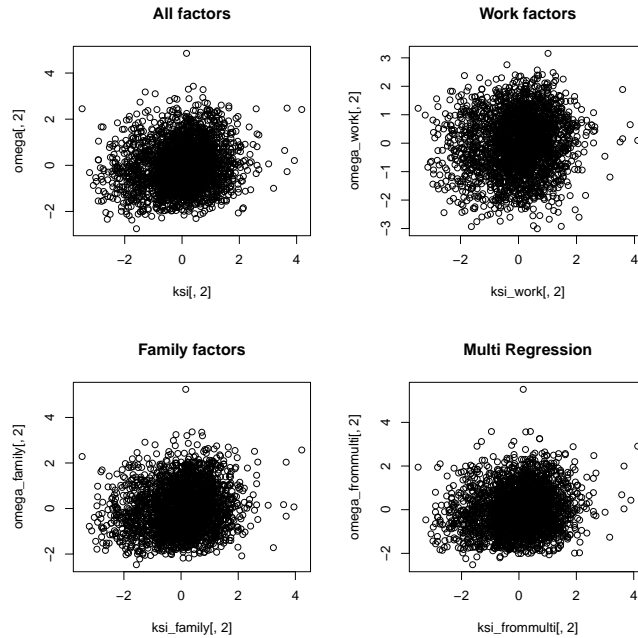 All factors
omega[, 2]
4
2
0
−2
−2
0
2
4
ksi[, 2]
Work factors
omega_work[, 2]
3
2
1
0
−1
−2
−3
−2
0
2
4
ksi_work[, 2]
Family factors
omega_family[, 2]
4
2
0
−2
−2
0
2
4
ksi_family[, 2]
Multi Regression
omega_frommulti[, 2]
4
2
0
−2
−2
0
2
4
ksi_frommulti[, 2]